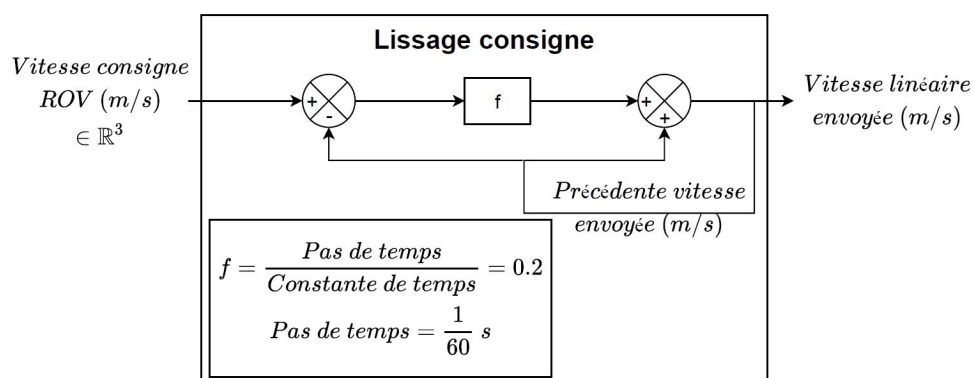 Lissage consigne
Vitesse consigne
ROV (m/s)
∈ ℝ³
+
-
f
+
+
Vitesse linéaire
envoyée (m/s)
Précédente vitesse
envoyée (m/s)
f = Pas de temps / Constante de temps = 0.2
Pas de temps = 1/60 s